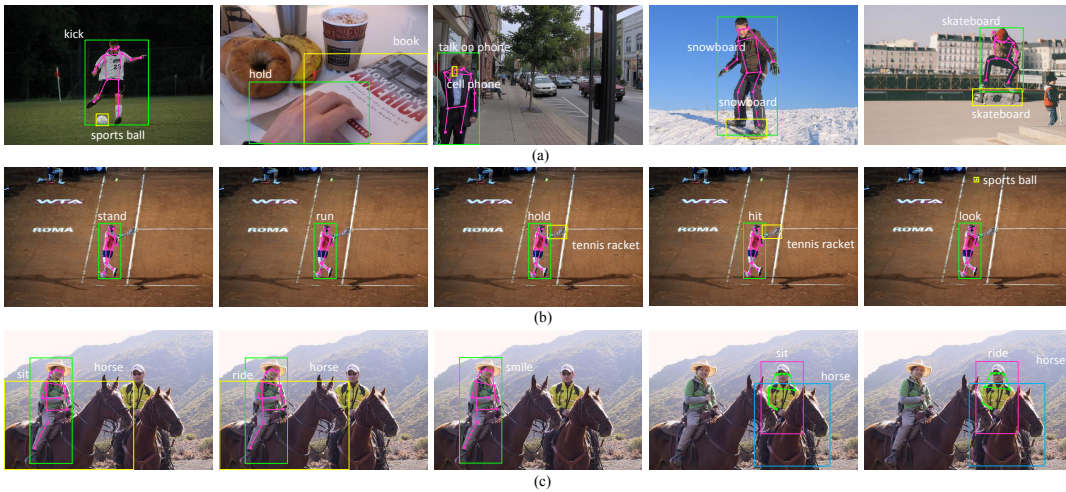 kick
sports ball
hold
book
AMERICA
talk on phone
cell phone
snowboard
snowboard
skateboard
skateboard
(a)
stand
WTA
ROMA
run
WTA
ROMA
hold
tennis racket
WTA
ROMA
hit
tennis racket
WTA
ROMA
sports ball
look
WTA
ROMA
(b)
sit
horse
ride
horse
smile
sit
horse
ride
horse
(c)